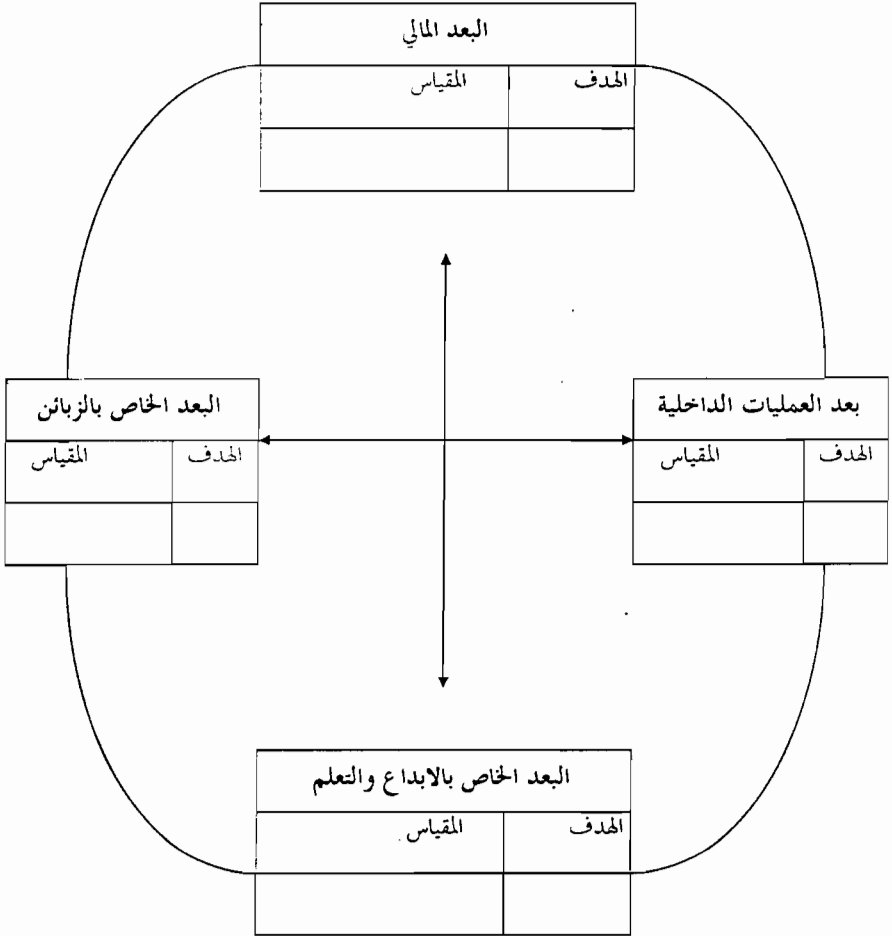 البعد المالي
الهدف المقياس
بعد العمليات الداخلية
الهدف المقياس
البعد الخاص بالزبائن
الهدف المقياس
البعد الخاص بالابداع والتعلم
الهدف المقياس